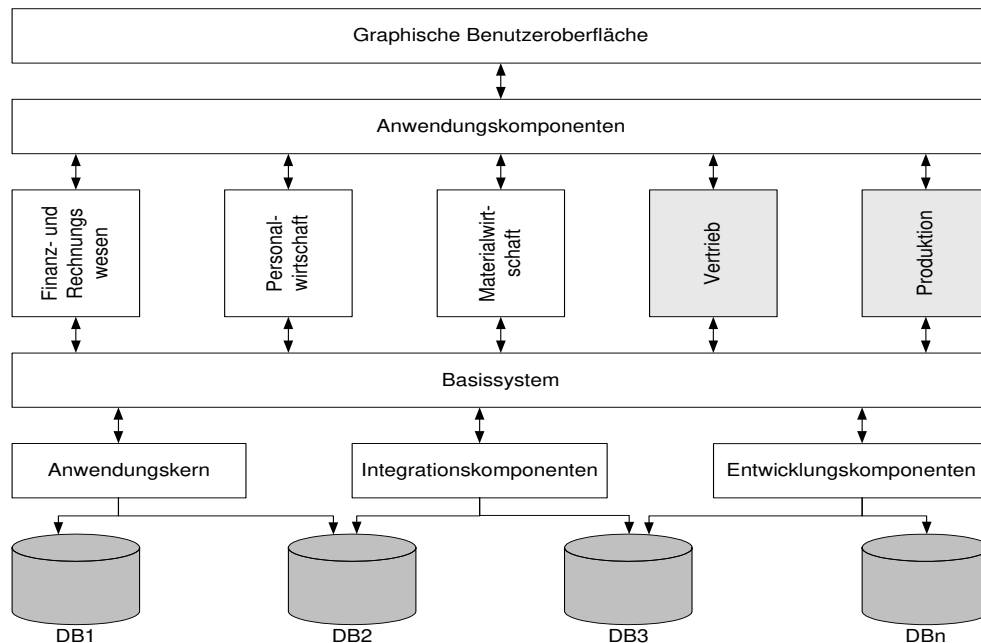 Graphische Benutzeroberfläche
Anwendungskomponenten
Finanz- und
Rechnungs
wesen
Personal-
wirtschaft
Materialwirt-
schaft
Vertrieb
Produktion
Basissystem
Anwendungskern
Integrationskomponenten
Entwicklungskomponenten
DB1
DB2
DB3
DBn